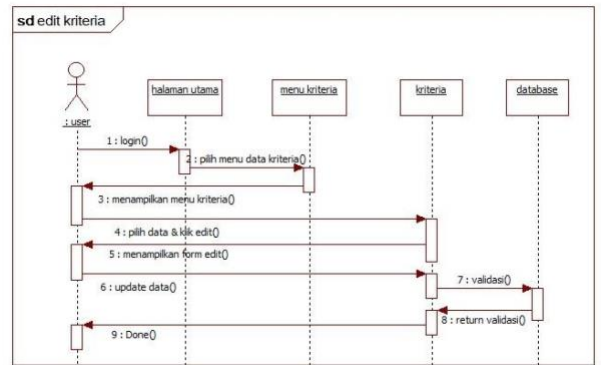 sd edit kriteria
: user
halaman utama
menu kriteria
kriteria
database
1 : login()
2 : pilih menu data kriteria()
3 : menampilkan menu kriteria()
4 : pilih data & klik edit()
5 : menampilkan form edit()
6 : update data()
7 : validasi()
8 : return validasi()
9 : Done()